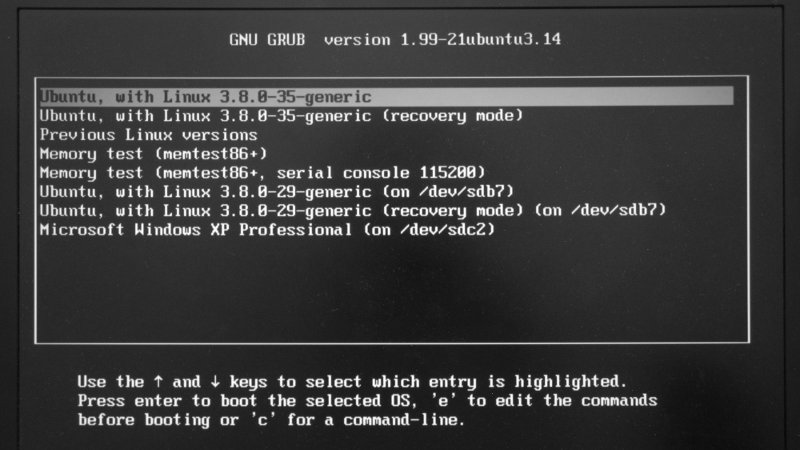 GNU GRUB  version 1.99-21ubuntu3.14
Ubuntu, with Linux 3.8.0-35-generic
Ubuntu, with Linux 3.8.0-35-generic (recovery mode)
Previous Linux versions
Memory test (memtest86+)
Memory test (memtest86+, serial console 115200)
Ubuntu, with Linux 3.8.0-29-generic (on /dev/sdb7)
Ubuntu, with Linux 3.8.0-29-generic (recovery mode) (on /dev/sdb7)
Microsoft Windows XP Professional (on /dev/sdc2)
Use the ↑ and ↓ keys to select which entry is highlighted.
Press enter to boot the selected OS, 'e' to edit the commands
before booting or 'c' for a command-line.